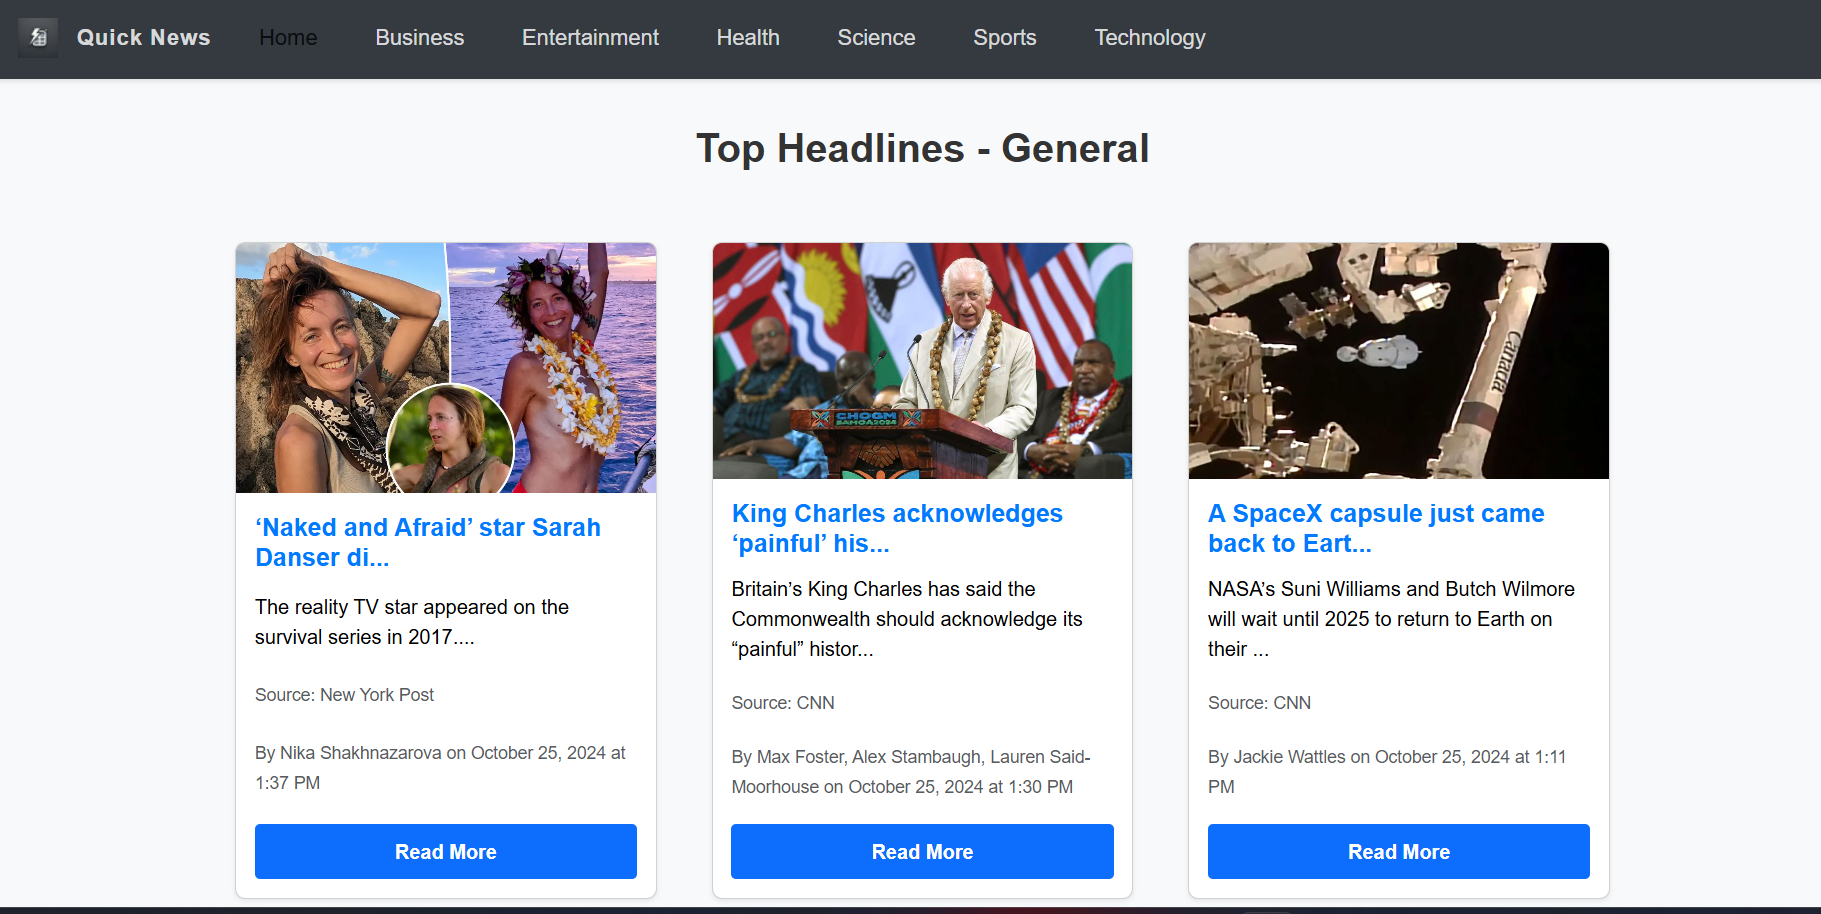 Quick News
Home
Business
Entertainment
Health
Science
Sports
Technology
Top Headlines - General
‘Naked and Afraid’ star Sarah
Danser di...
The reality TV star appeared on the
survival series in 2017....
Source: New York Post
By Nika Shakhnazarova on October 25, 2024 at
1:37 PM
Read More
CHOGM
SAMOA2024
King Charles acknowledges
‘painful’ his...
Britain’s King Charles has said the
Commonwealth should acknowledge its
“painful” histor...
Source: CNN
By Max Foster, Alex Stambaugh, Lauren Said-
Moorhouse on October 25, 2024 at 1:30 PM
Read More
Canada
A SpaceX capsule just came
back to Eart...
NASA’s Suni Williams and Butch Wilmore
will wait until 2025 to return to Earth on
their ...
Source: CNN
By Jackie Wattles on October 25, 2024 at 1:11
PM
Read More